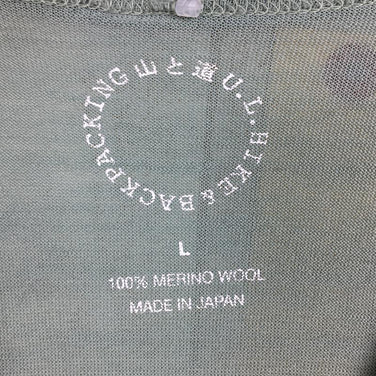 山と道 U.L. HIKE & BACKPACKING
L
100% MERINO WOOL
MADE IN JAPAN